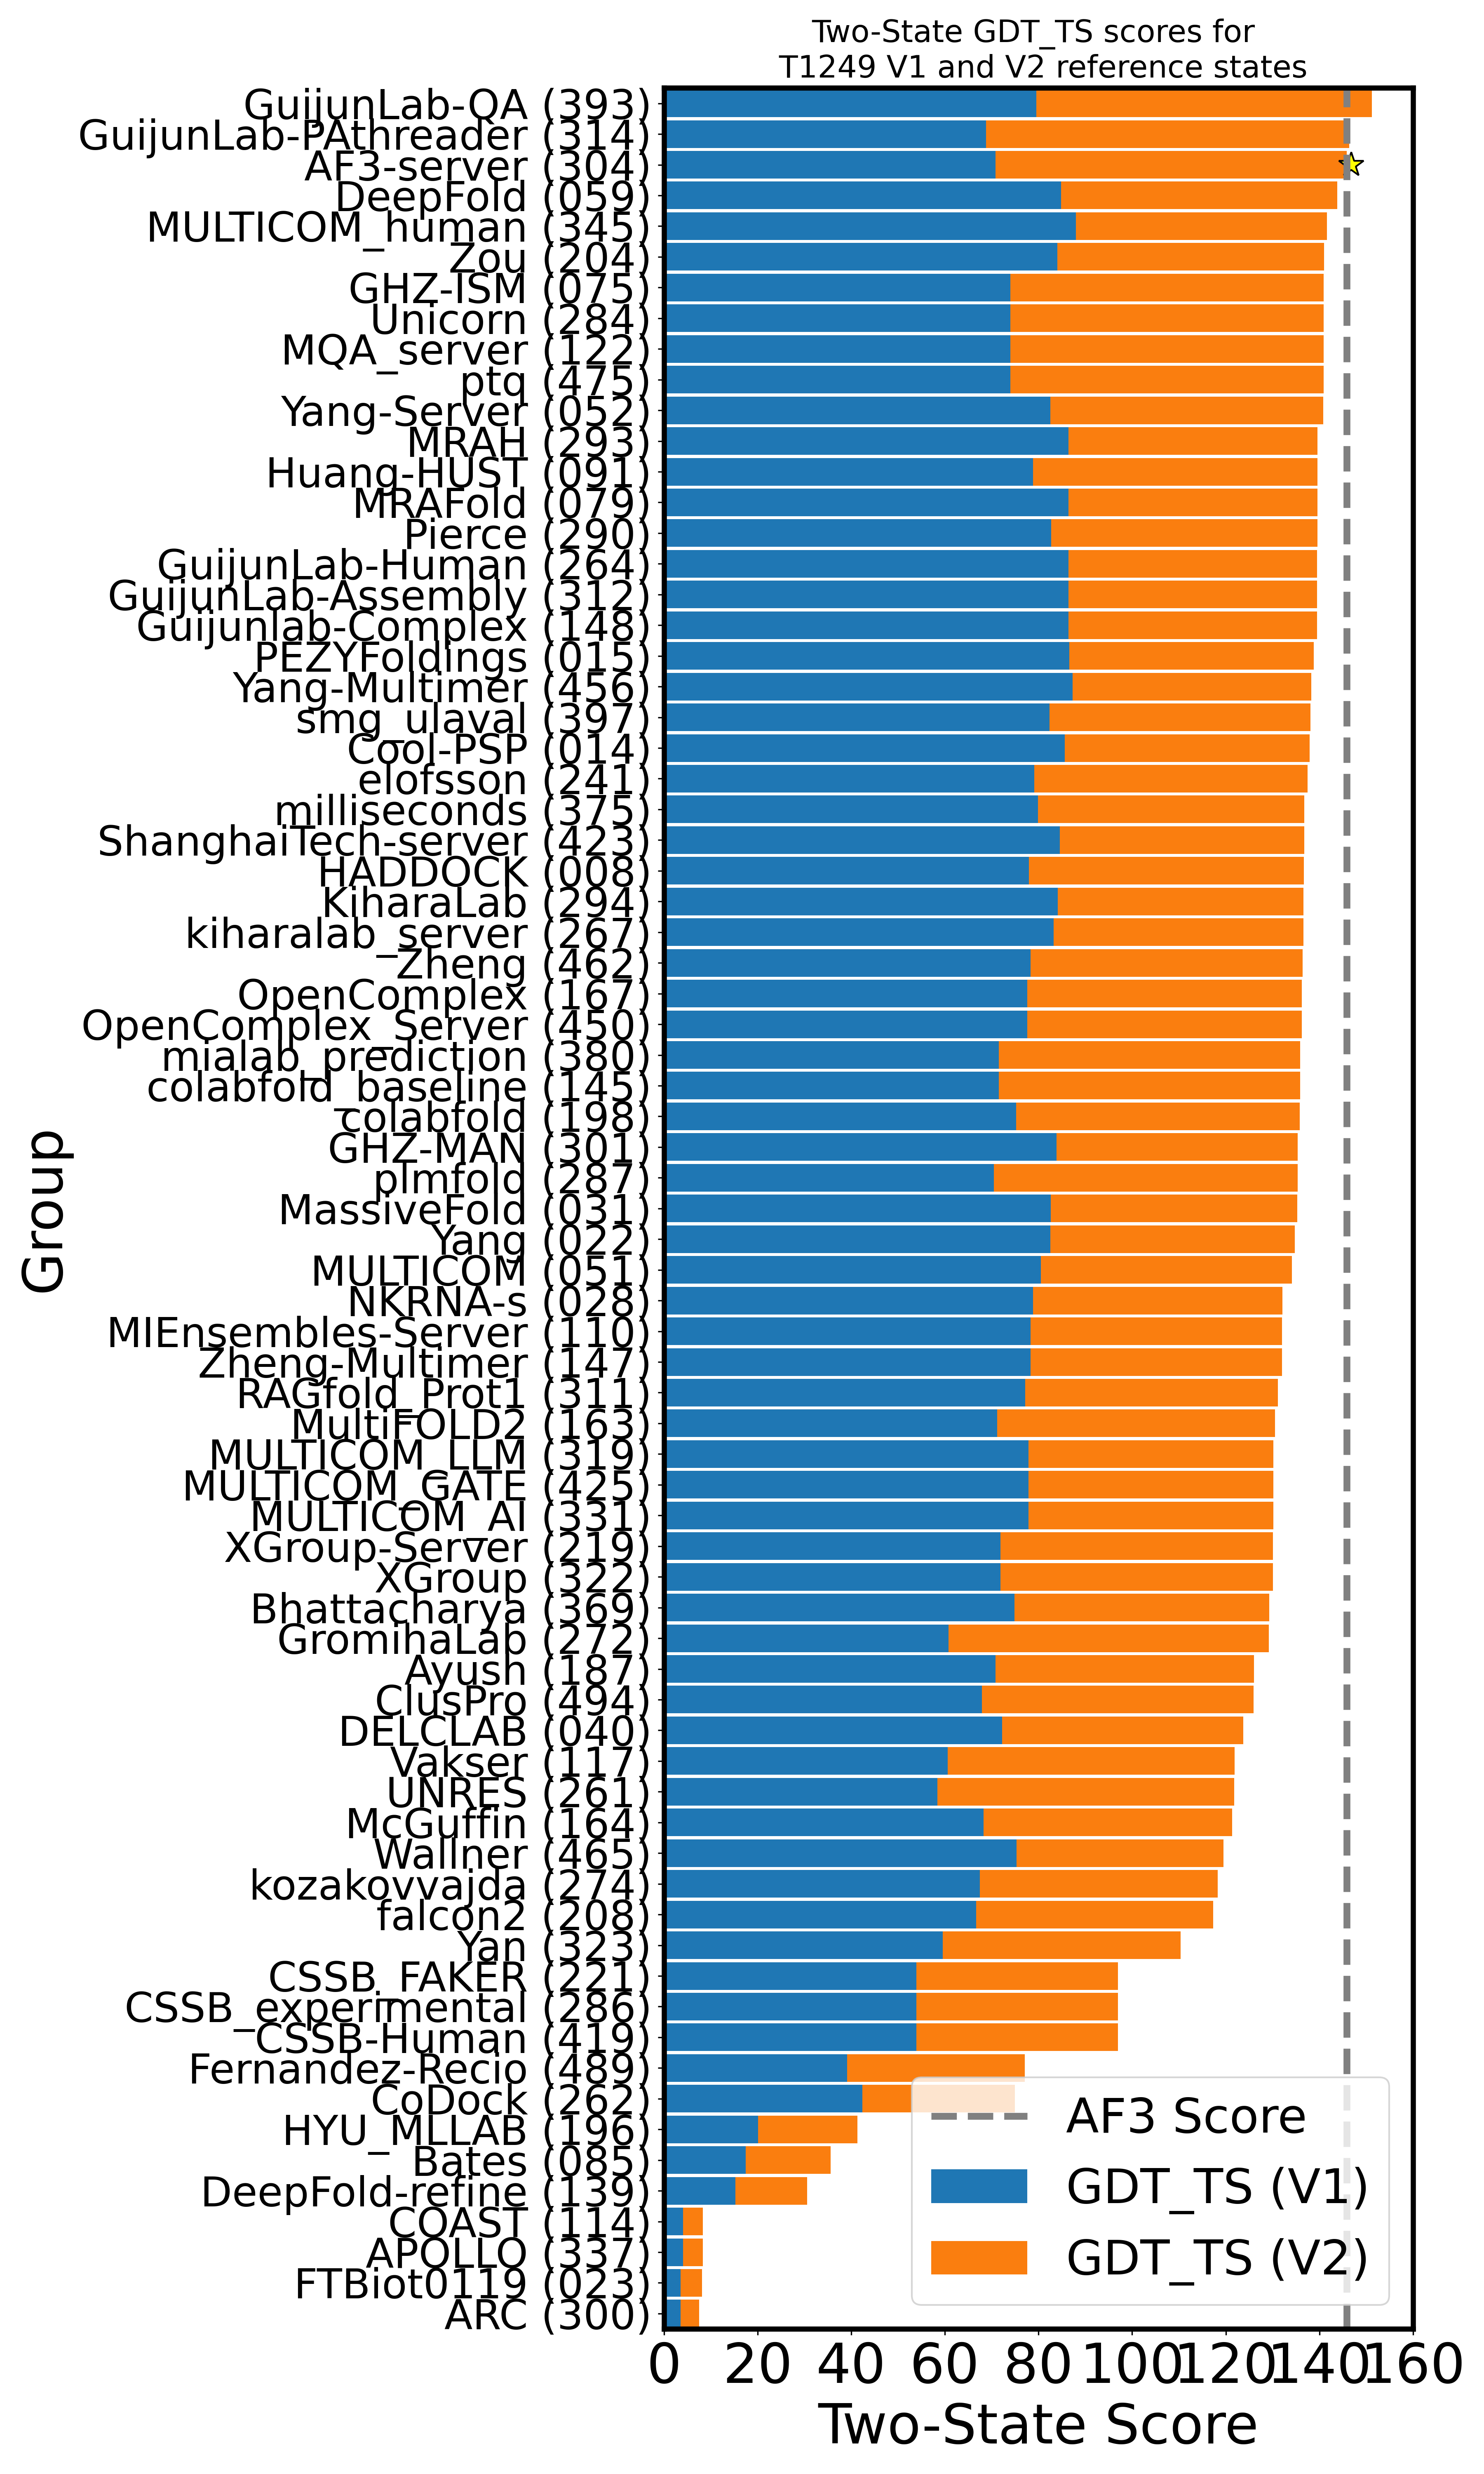 Two-State GDT_TS scores for
T1249 V1 and V2 reference states
GuijunLab-QA (393)
GuijunLab-PAthreader (314)
AF3-server (304)
DeepFold (059)
MULTICOM_human (345)
Zou (204)
GHZ-ISM (075)
Unicorn (284)
MQA_server (122)
ptq (475)
Yang-Server (052)
MRAH (293)
Huang-HUST (091)
MRAFold (079)
Pierce (290)
GuijunLab-Human (264)
GuijunLab-Assembly (312)
Guijunlab-Complex (148)
PEZYFoldings (015)
Yang-Multimer (456)
smg_ulaval (397)
Cool-PSP (014)
elofsson (241)
milliseconds (375)
ShanghaiTech-server (423)
HADDOCK (008)
KiharaLab (294)
kiharalab_server (267)
Zheng (462)
OpenComplex (167)
OpenComplex_Server (450)
mialab_prediction (380)
colabfold_baseline (145)
colabfold (198)
GHZ-MAN (301)
plmfold (287)
MassiveFold (031)
Yang (022)
MULTICOM (051)
NKRNA-s (028)
MIEnsembles-Server (110)
Zheng-Multimer (147)
RAGfold_Prot1 (311)
MultiFOLD2 (163)
MULTICOM_LLM (319)
MULTICOM_GATE (425)
MULTICOM_AI (331)
XGroup-Server (219)
XGroup (322)
Bhattacharya (369)
GromihaLab (272)
Ayush (187)
ClusPro (494)
DELCLAB (040)
Vakser (117)
UNRES (261)
McGuffin (164)
Wallner (465)
kozakovvajda (274)
falcon2 (208)
Yan (323)
CSSB_FAKER (221)
CSSB_experimental (286)
CSSB-Human (419)
Fernandez-Recio (489)
CoDock (262)
HYU_MLLAB (196)
Bates (085)
DeepFold-refine (139)
COAST (114)
APOLLO (337)
FTBiot0119 (023)
ARC (300)
Group
AF3 Score
GDT_TS (V1)
GDT_TS (V2)
0 20 40 60 80 100 120 140 160
Two-State Score